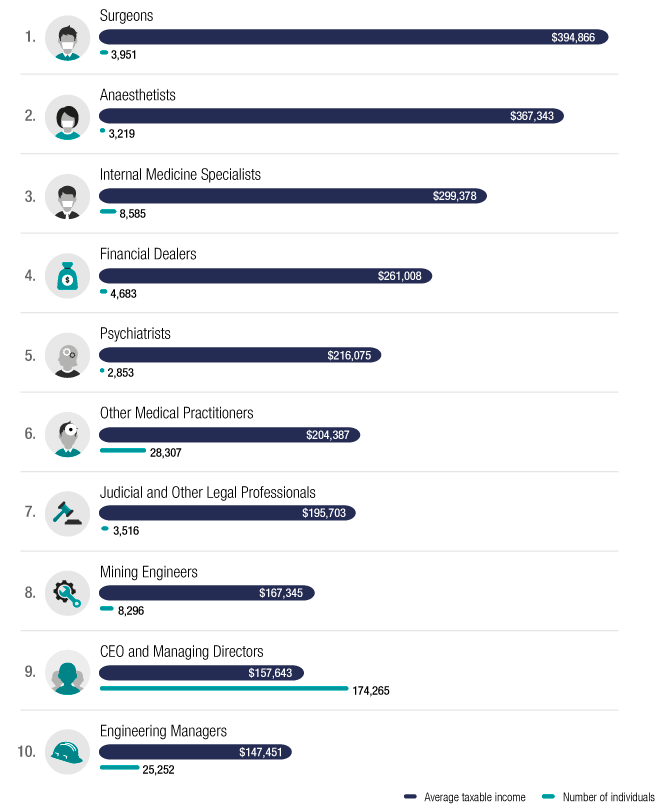 Surgeons
1.
$394,866
3,951
Anaesthetists
2.
$367,343
3,219
Internal Medicine Specialists
3.
$299,378
8,585
Financial Dealers
4.
$261,008
$
4,683
Psychiatrists
5.
$216,075
2,853
Other Medical Practitioners
6.
$204,387
28,307
Judicial and Other Legal Professionals
7.
$195,703
3,516
Mining Engineers
8.
$167,345
8,296
CEO and Managing Directors
9.
$157,643
174,265
Engineering Managers
10.
$147,451
25,252
Average taxable income
Number of individuals